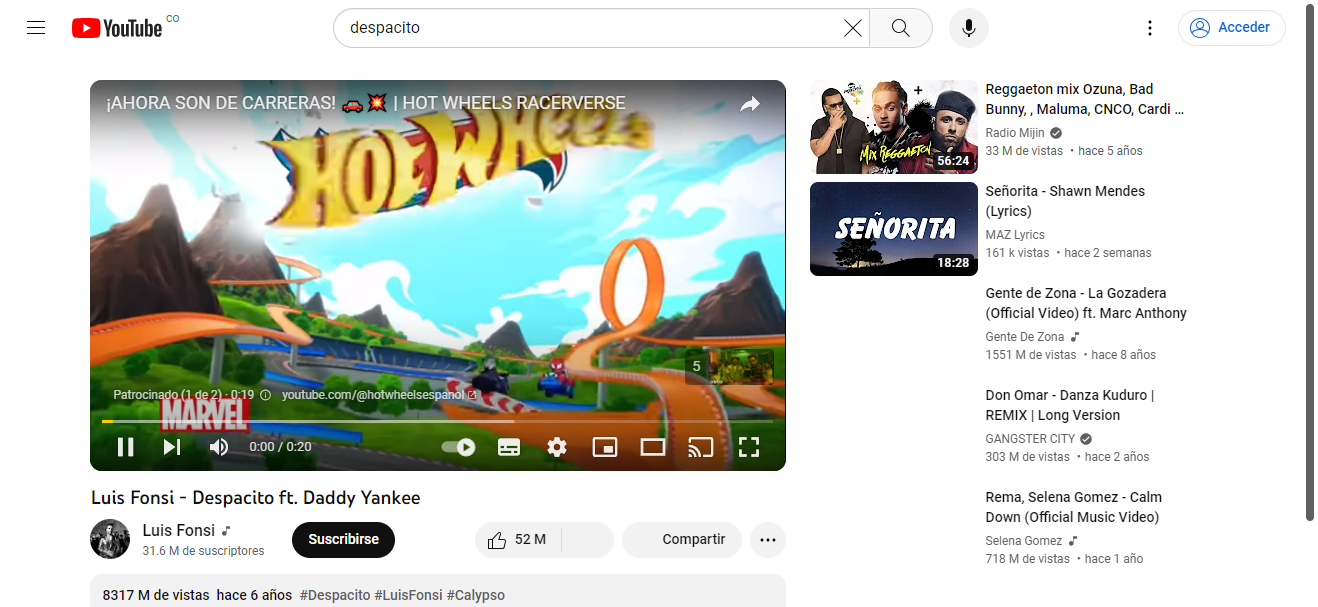 YouTube CO
despacito
Acceder
¡AHORA SON DE CARRERAS! 🚗💥 | HOT WHEELS RACERVERSE
HOT WHEELS
5
Patrocinado (1 de 2) · 0:19 youtube.com/@hotwheelsespanol
MARVEL
0:00 / 0:20
Luis Fonsi - Despacito ft. Daddy Yankee
Luis Fonsi
31.6 M de suscriptores
Suscribirse
52 M
Compartir
8317 M de vistas hace 6 años #Despacito #LuisFonsi #Calypso
MIX REGGAETON
56:24
Reggaeton mix Ozuna, Bad
Bunny, , Maluma, CNCO, Cardi ...
Radio Mijin
33 M de vistas • hace 5 años
SEÑORITA
18:28
Señorita - Shawn Mendes
(Lyrics)
MAZ Lyrics
161 k vistas • hace 2 semanas
Gente de Zona - La Gozadera
(Official Video) ft. Marc Anthony
Gente De Zona
1551 M de vistas • hace 8 años
Don Omar - Danza Kuduro |
REMIX | Long Version
GANGSTER CITY
303 M de vistas • hace 2 años
Rema, Selena Gomez - Calm
Down (Official Music Video)
Selena Gomez
718 M de vistas • hace 1 año